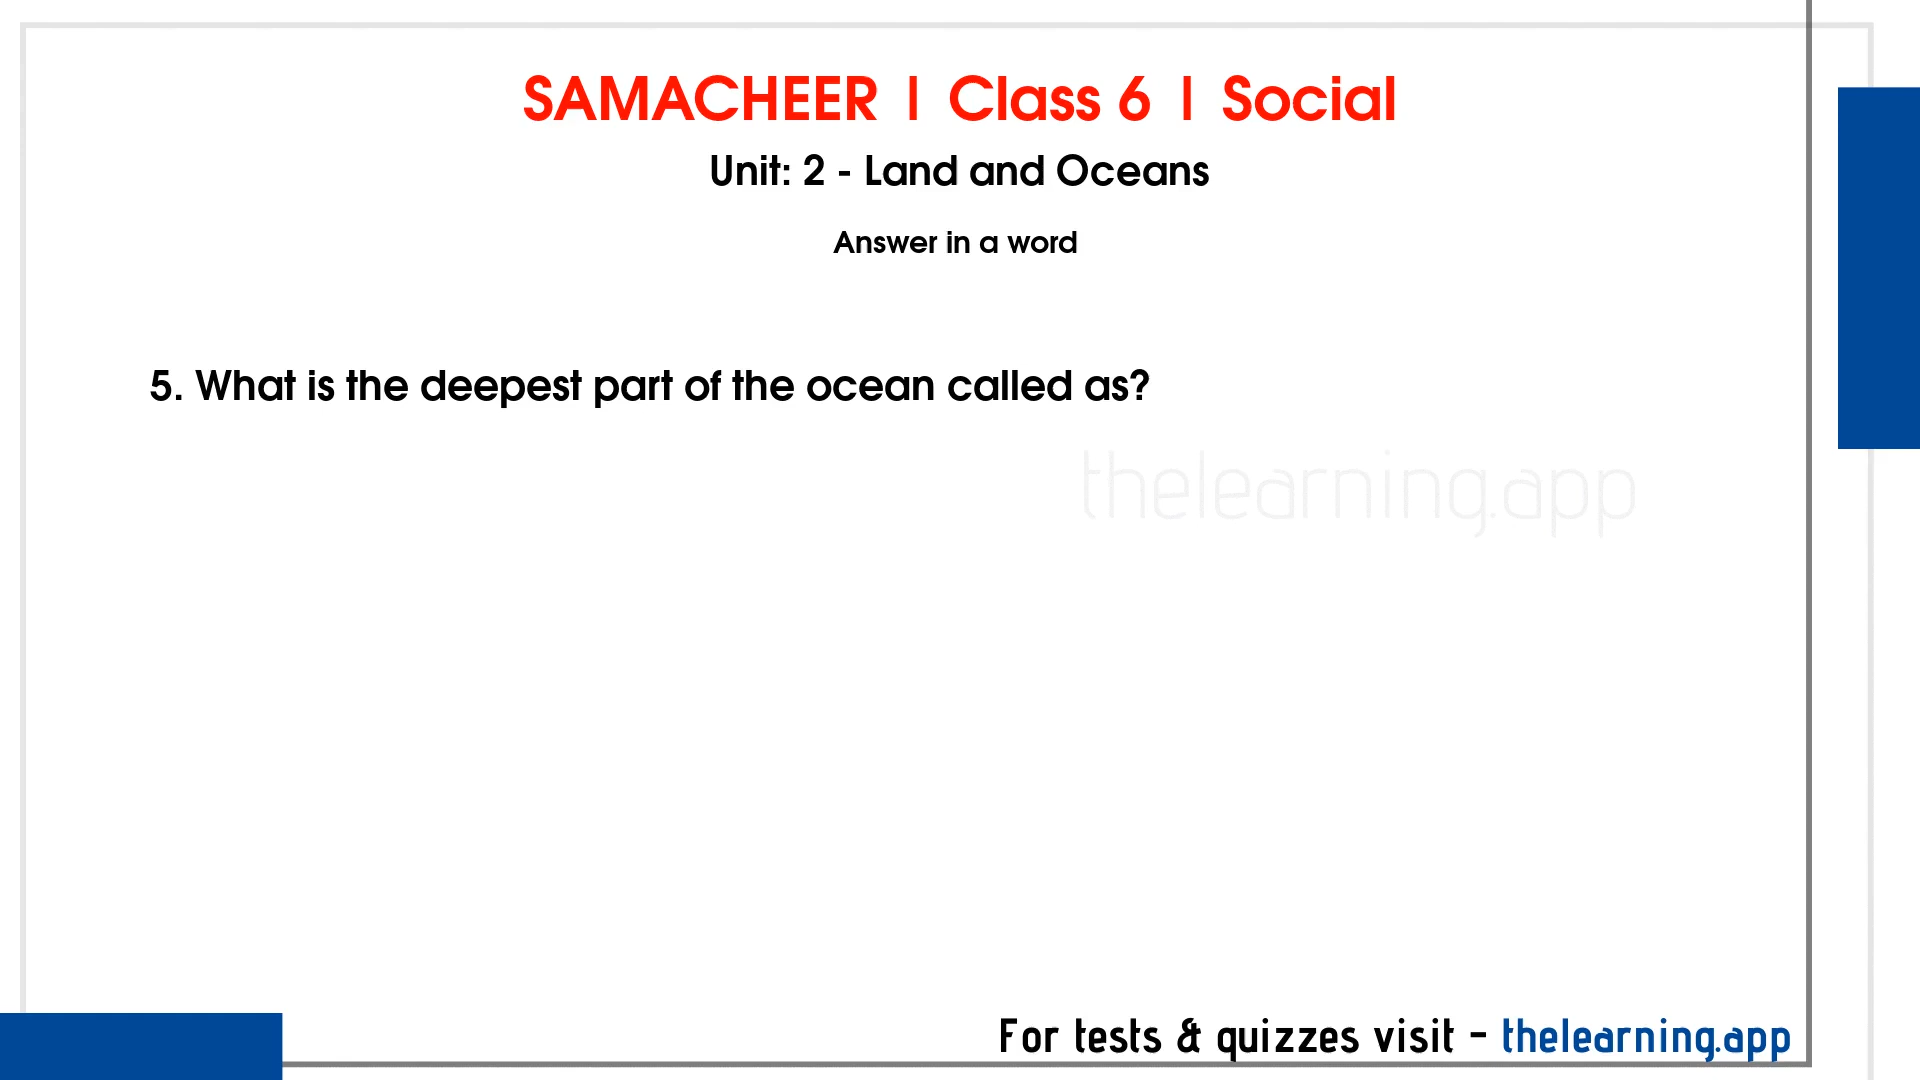 SAMACHEER | Class 6 | Social
Unit: 2 - Land and Oceans
Answer in a word
5. What is the deepest part of the ocean called as?
thelearning.app
For tests & quizzes visit - thelearning.app